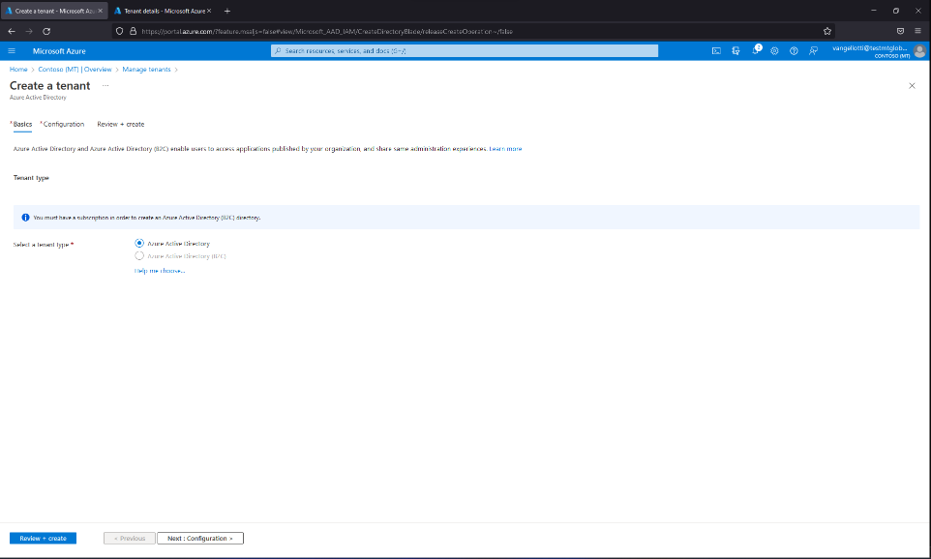 Create a tenant - Microsoft Azu
Tenant details - Microsoft Azure
https://portal.azure.com/?feature.msaljs=false#view/Microsoft_AAD_IAM/CreateDirectoryBlade/releaseCreateOperation~/false
Microsoft Azure
Search resources, services, and docs (G+/)
2
vangeliotti@testmtglob...
CONTOSO (MT)
Home > Contoso (MT) | Overview > Manage tenants >
Create a tenant ...
Azure Active Directory
*Basics *Configuration Review + create
Azure Active Directory and Azure Active Directory (B2C) enable users to access applications published by your organization, and share same administration experiences. Learn more
Tenant Type
You must have a subscription in order to create an Azure Active Directory (B2C) directory.
Select a tenant type *
Azure Active Directory
Azure Active Directory (B2C)
Help me choose...
Review + create
< Previous
Next : Configuration >